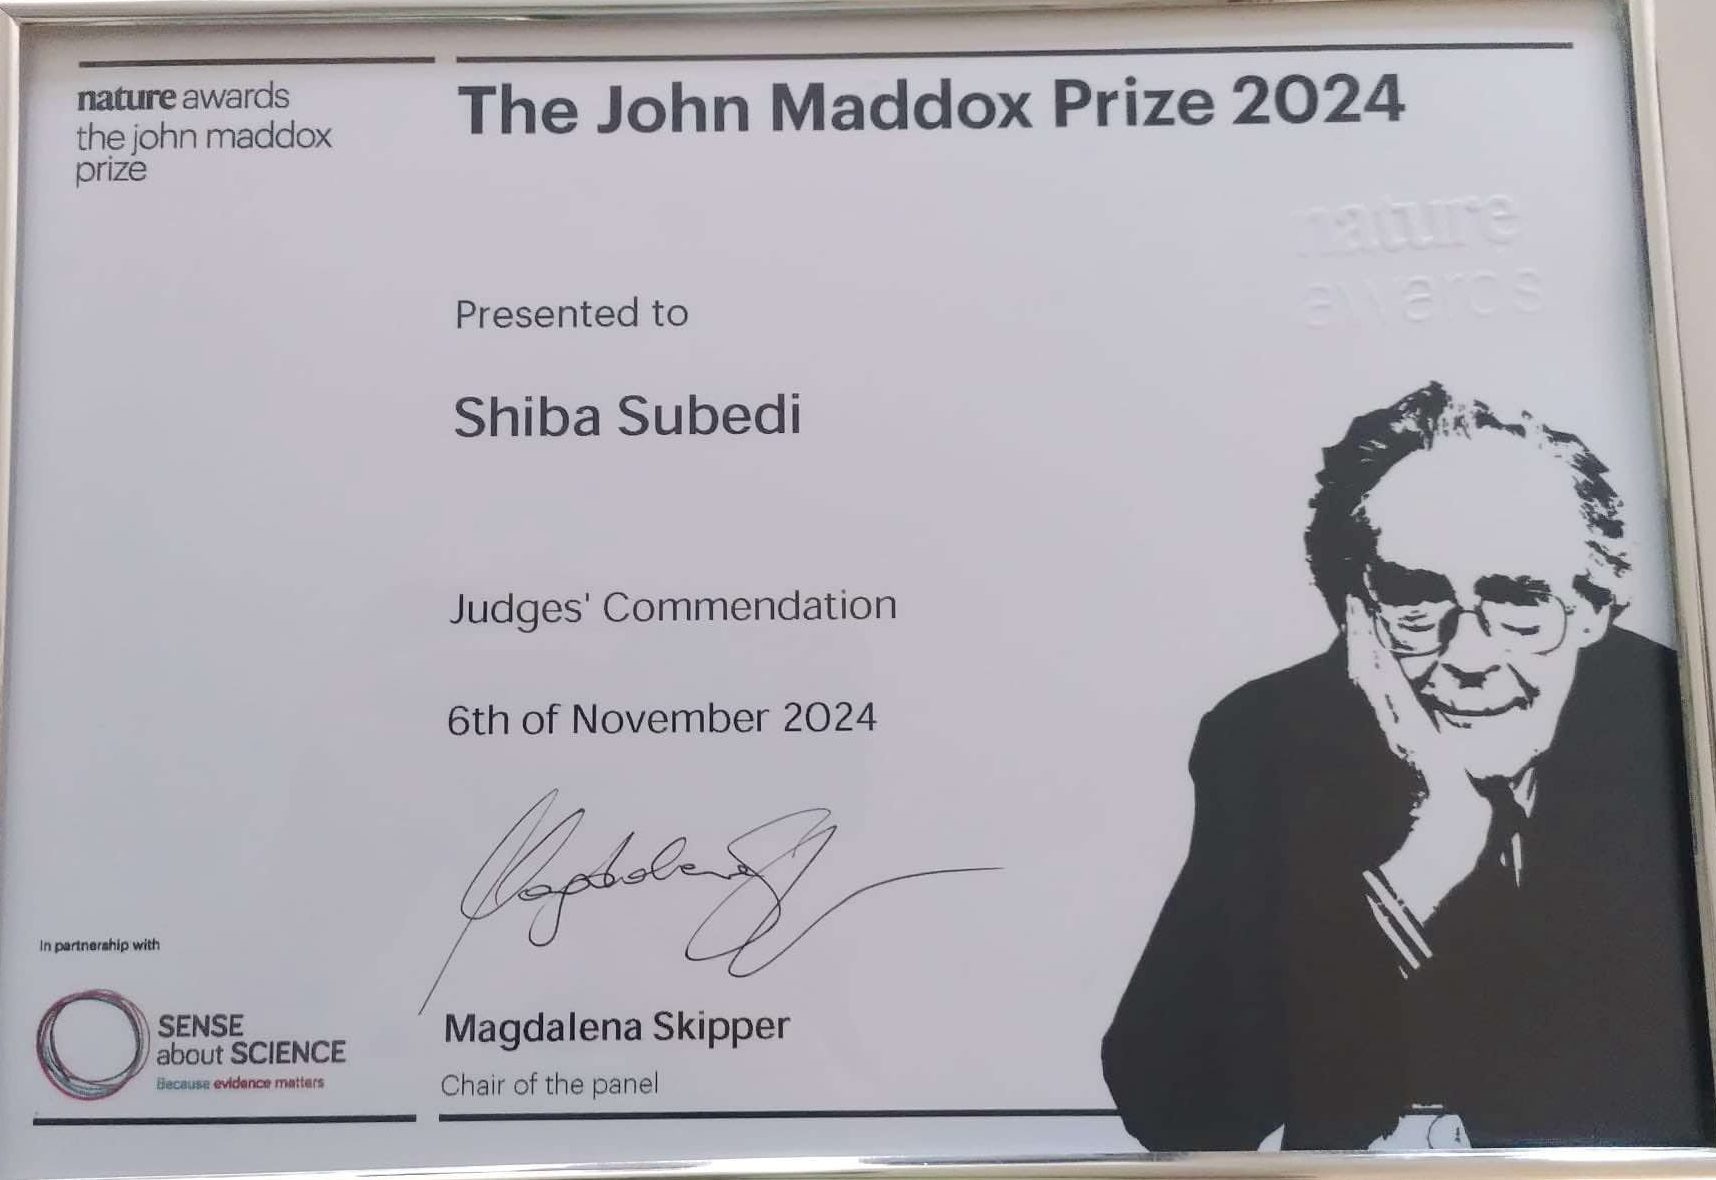 nature awards
the john maddox
prize
The John Maddox Prize 2024
nature
awards
Presented to
Shiba Subedi
Judges' Commendation
6th of November 2024
Magdalena Skipper
Chair of the panel
In partnership with
SENSE
about SCIENCE
Because evidence matters